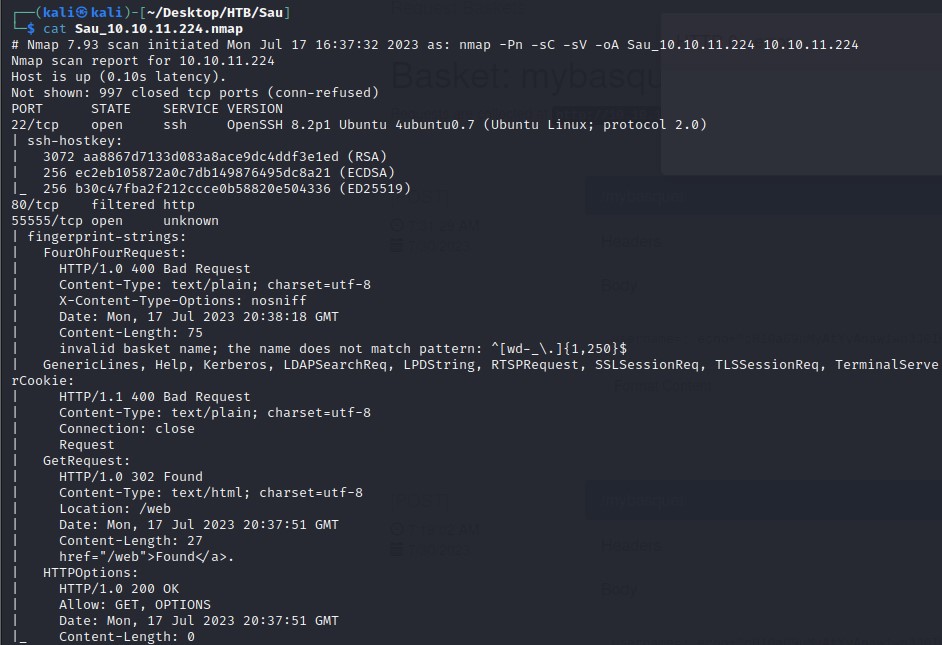 ┌──(kali㉿kali)-[~/Desktop/HTB/Sau]
└─$ cat Sau_10.10.11.224.nmap
# Nmap 7.93 scan initiated Mon Jul 17 16:37:32 2023 as: nmap -Pn -sC -sV -oA Sau_10.10.11.224 10.10.11.224
Nmap scan report for 10.10.11.224
Host is up (0.10s latency).
Not shown: 997 closed tcp ports (conn-refused)
PORT      STATE    SERVICE VERSION
22/tcp    open     ssh     OpenSSH 8.2p1 Ubuntu 4ubuntu0.7 (Ubuntu Linux; protocol 2.0)
| ssh-hostkey:
|   3072 aa8867d7133d083a8ace9dc4ddf3e1ed (RSA)
|   256 ec2eb105872a0c7db149876495dc8a21 (ECDSA)
|_  256 b30c47fba2f212ccce0b58820e504336 (ED25519)
80/tcp    filtered http
55555/tcp open     unknown
| fingerprint-strings:
|   FourOhFourRequest:
|     HTTP/1.0 400 Bad Request
|     Content-Type: text/plain; charset=utf-8
|     X-Content-Type-Options: nosniff
|     Date: Mon, 17 Jul 2023 20:38:18 GMT
|     Content-Length: 75
|     invalid basket name; the name does not match pattern: ^[wd-_\.]{1,250}$
|   GenericLines, Help, Kerberos, LDAPSearchReq, LPDString, RTSPRequest, SSLSessionReq, TLSSessionReq, TerminalServe
rCookie:
|     HTTP/1.1 400 Bad Request
|     Content-Type: text/plain; charset=utf-8
|     Connection: close
|     Request
|   GetRequest:
|     HTTP/1.0 302 Found
|     Content-Type: text/html; charset=utf-8
|     Location: /web
|     Date: Mon, 17 Jul 2023 20:37:51 GMT
|     Content-Length: 27
|     href="/web">Found</a>.
|   HTTPOptions:
|     HTTP/1.0 200 OK
|     Allow: GET, OPTIONS
|     Date: Mon, 17 Jul 2023 20:37:51 GMT
|_    Content-Length: 0
Basket: mybasqu
Headers
Body
Headers
Body